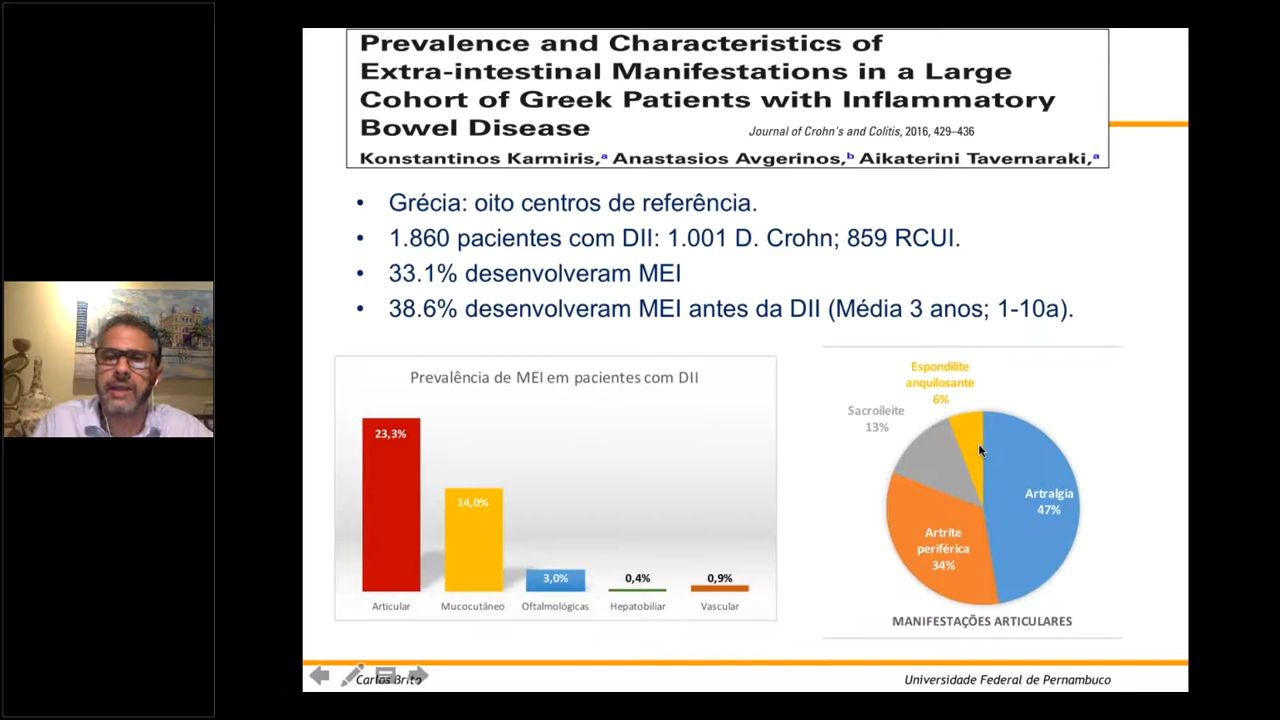 Prevalence and Characteristics of
Extra-intestinal Manifestations in a Large
Cohort of Greek Patients with Inflammatory
Bowel Disease
Journal of Crohn's and Colitis, 2016, 429–436
Konstantinos Karmiris,ᵃ Anastasios Avgerinos,ᵇ Aikaterini Tavernaraki,ᵃ
• Grécia: oito centros de referência.
• 1.860 pacientes com DII: 1.001 D. Crohn; 859 RCUI.
• 33.1% desenvolveram MEI
• 38.6% desenvolveram MEI antes da DII (Média 3 anos; 1-10a).
Prevalência de MEI em pacientes com DII
23,3%
14,0%
3,0%
0,4%
0,9%
Articular
Mucocutâneo
Oftalmológicas
Hepatobiliar
Vascular
Espondilite
anquilosante
6%
Sacroileite
13%
Artralgia
47%
Artrite
periférica
34%
MANIFESTAÇÕES ARTICULARES
Carlos Brito
Universidade Federal de Pernambuco